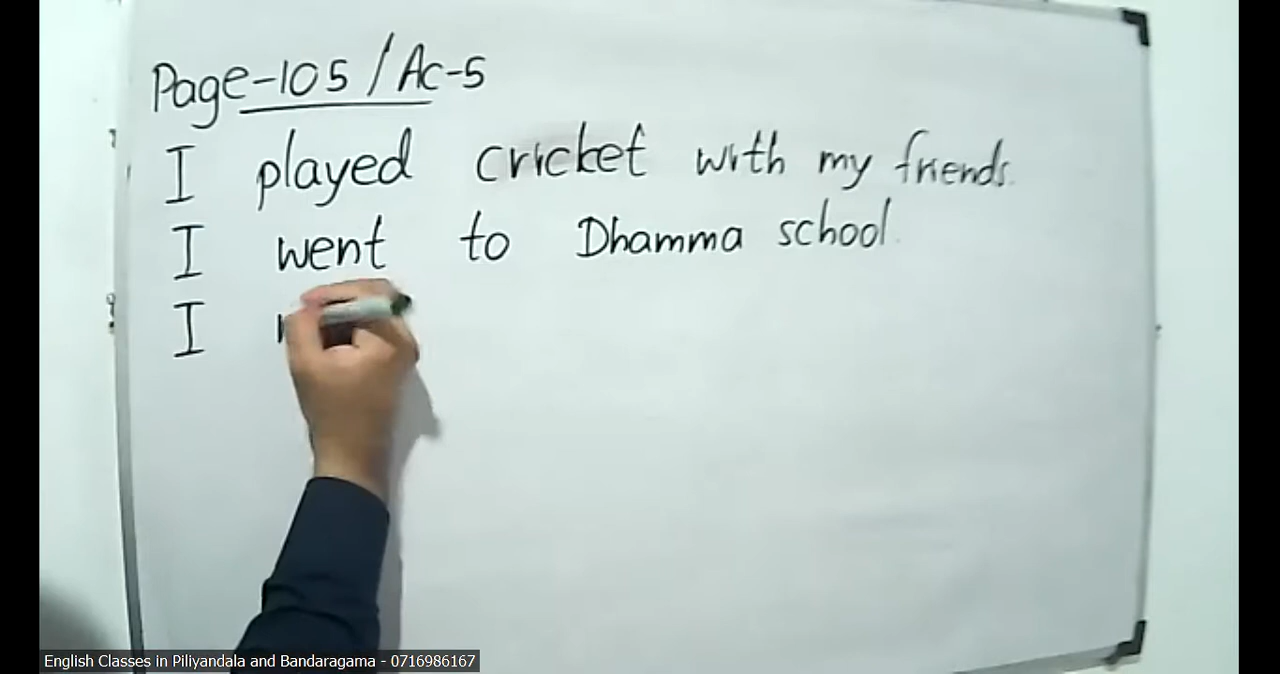 Page-105 / Ac-5
I played cricket with my friends.
I went to Dhamma school.
I
English Classes in Piliyandala and Bandaragama - 0716986167